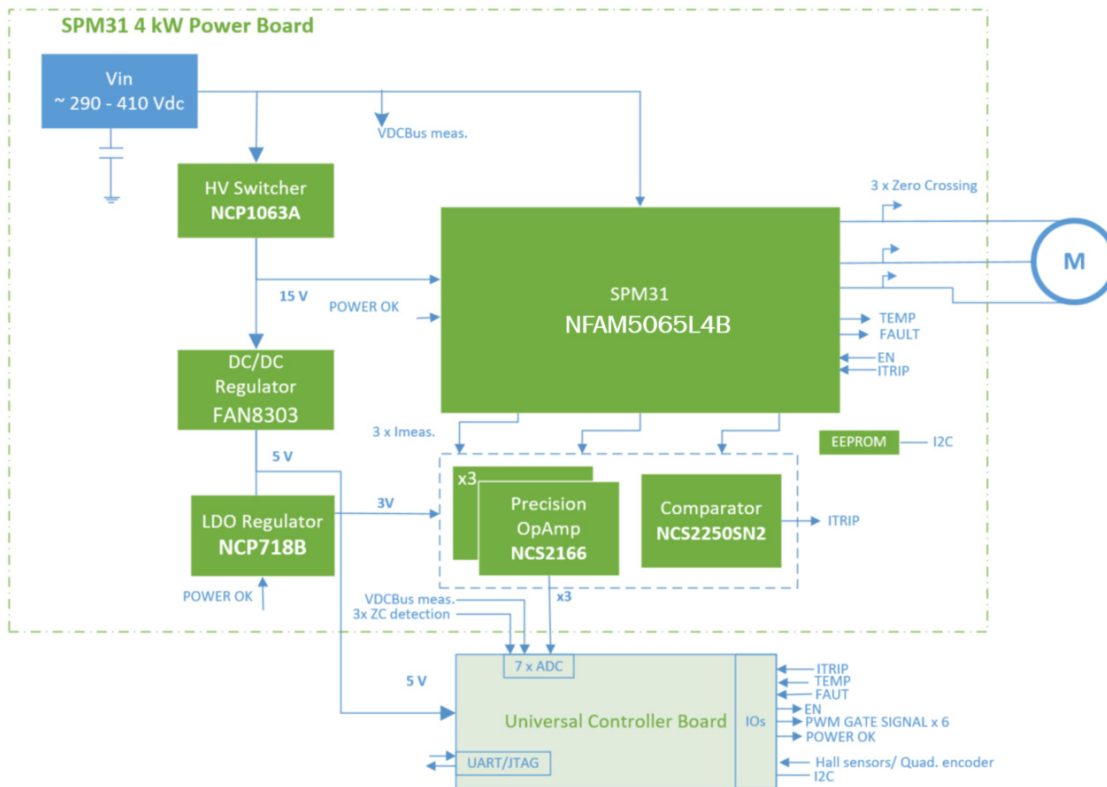 SPM31 4 kW Power Board
Vin
~ 290 - 410 Vdc
VDCBus meas.
HV Switcher
NCP1063A
3 x Zero Crossing
M
15 V
POWER OK
SPM31
NFAM5065L4B
TEMP
FAULT
EN
ITRIP
DC/DC
Regulator
FAN8303
3 x Imeas.
EEPROM
I2C
5 V
x3
3V
LDO Regulator
NCP718B
Precision
OpAmp
NCS2166
Comparator
NCS2250SN2
ITRIP
POWER OK
VDCBus meas.
3x ZC detection
x3
7 x ADC
5 V
Universal Controller Board
IOs
ITRIP
TEMP
FAUT
EN
PWM GATE SIGNAL x 6
POWER OK
UART/JTAG
Hall sensors/ Quad. encoder
I2C